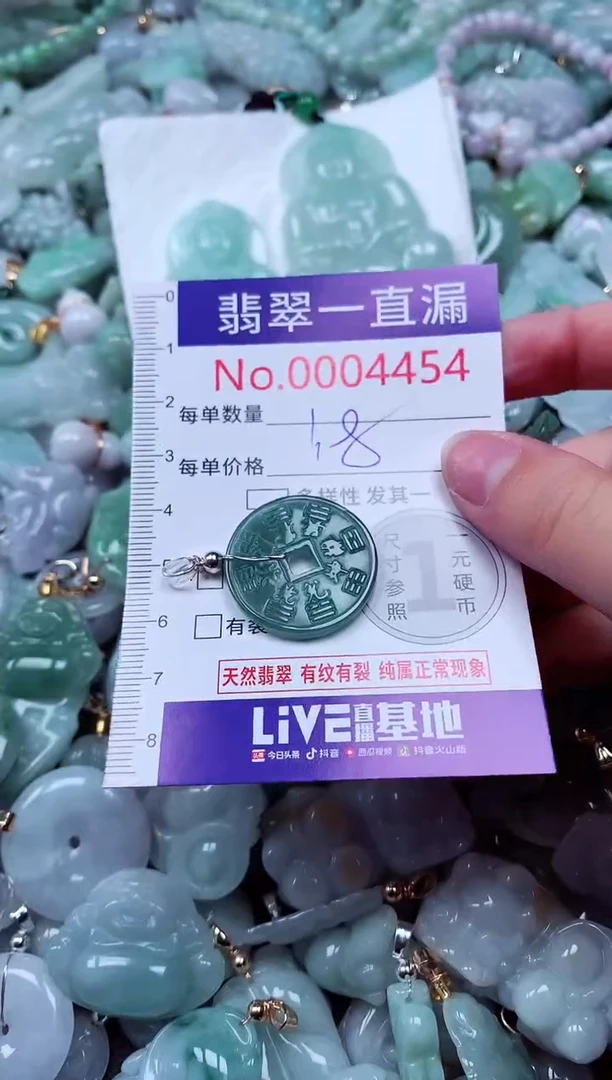 翡翠一直漏
No.0004454
每单数量
1,8
每单价格
多样性 发其一
尺寸参照
1
一元硬币
有裂
天然翡翠 有纹有裂 纯属正常现象
LiVE直播基地
头条 今日头条 抖音 西瓜视频 抖音火山版
0
1
2
3
4
5
6
7
8